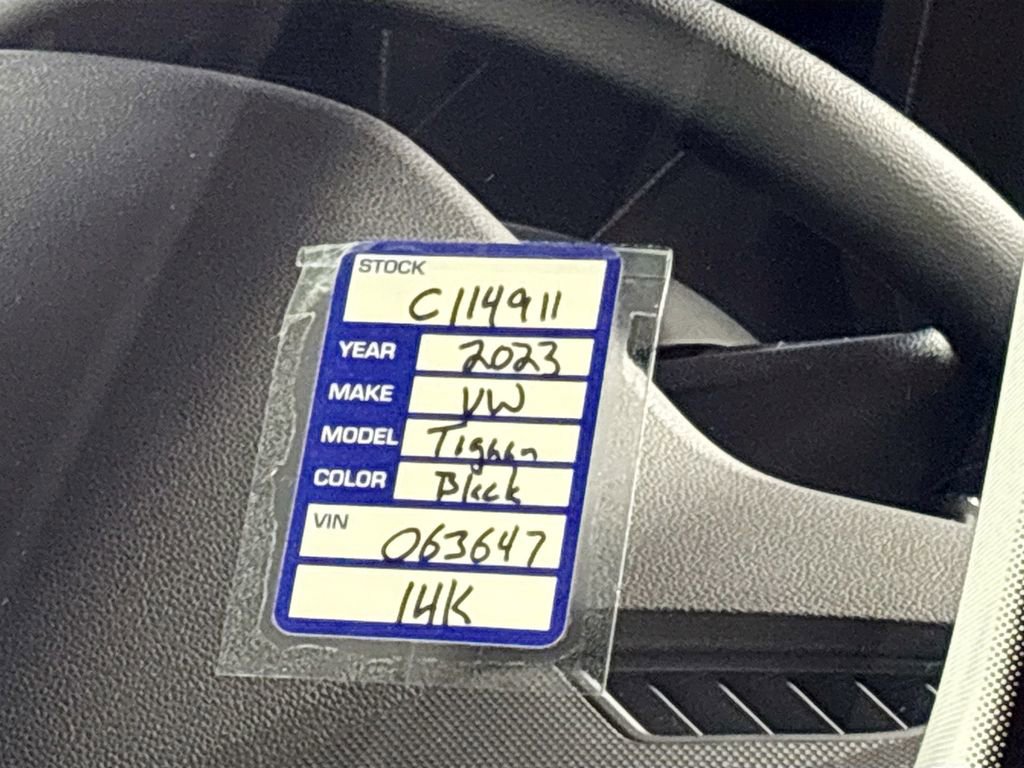 STOCK
C114911
YEAR 2023
MAKE VW
MODEL Tiguan
COLOR Black
VIN
063647
14K